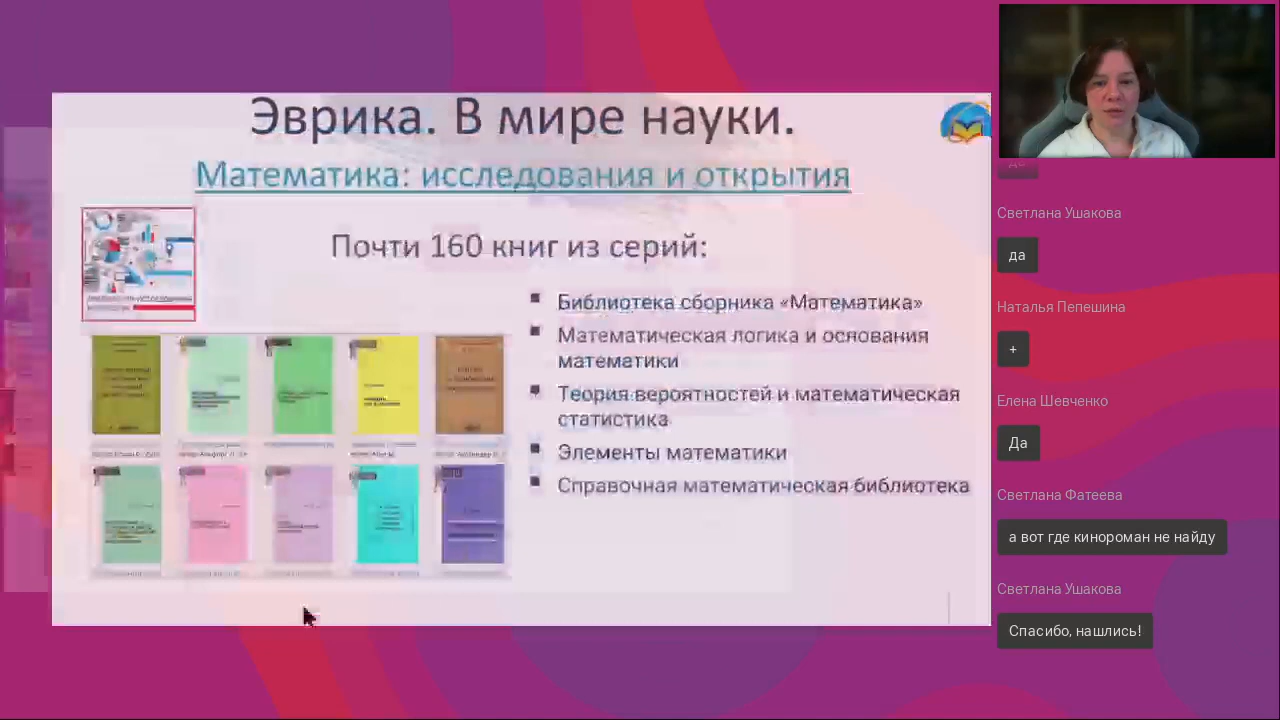 Эврика. В мире науки.
Математика: исследования и открытия
Почти 160 книг из серий:
Библиотека сборника «Математика»
Математическая логика и основания
математики
Теория вероятностей и математическая
статистика
Элементы математики
Справочная математическая библиотека
Светлана Ушакова
да
Наталья Пепешина
+
Елена Шевченко
Да
Светлана Фатеева
а вот где кинороман не найду
Светлана Ушакова
Спасибо, нашлись!